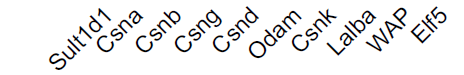 Sult1d1
Csna
Csnb
Csng
Csnd
Odam
Csnk
Lalba
WAP
Elf5